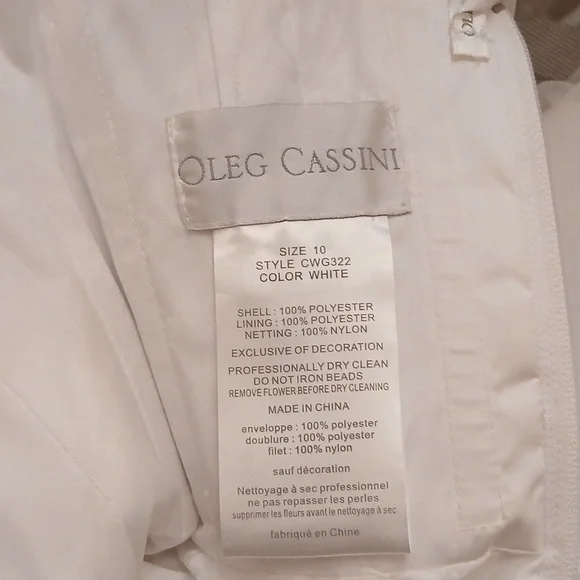 OLEG CASSINI
SIZE 10
STYLE CWG322
COLOR WHITE
SHELL : 100% POLYESTER
LINING : 100% POLYESTER
NETTING : 100% NYLON
EXCLUSIVE OF DECORATION
PROFESSIONALLY DRY CLEAN
DO NOT IRON BEADS
REMOVE FLOWER BEFORE DRY CLEANING
MADE IN CHINA
enveloppe : 100% polyester
doublure : 100% polyester
filet : 100% nylon
sauf décoration
Nettoyage à sec professionnel
ne pas repasser les perles
supprimer les fleurs avant le nettoyage à sec
fabriqué en Chine